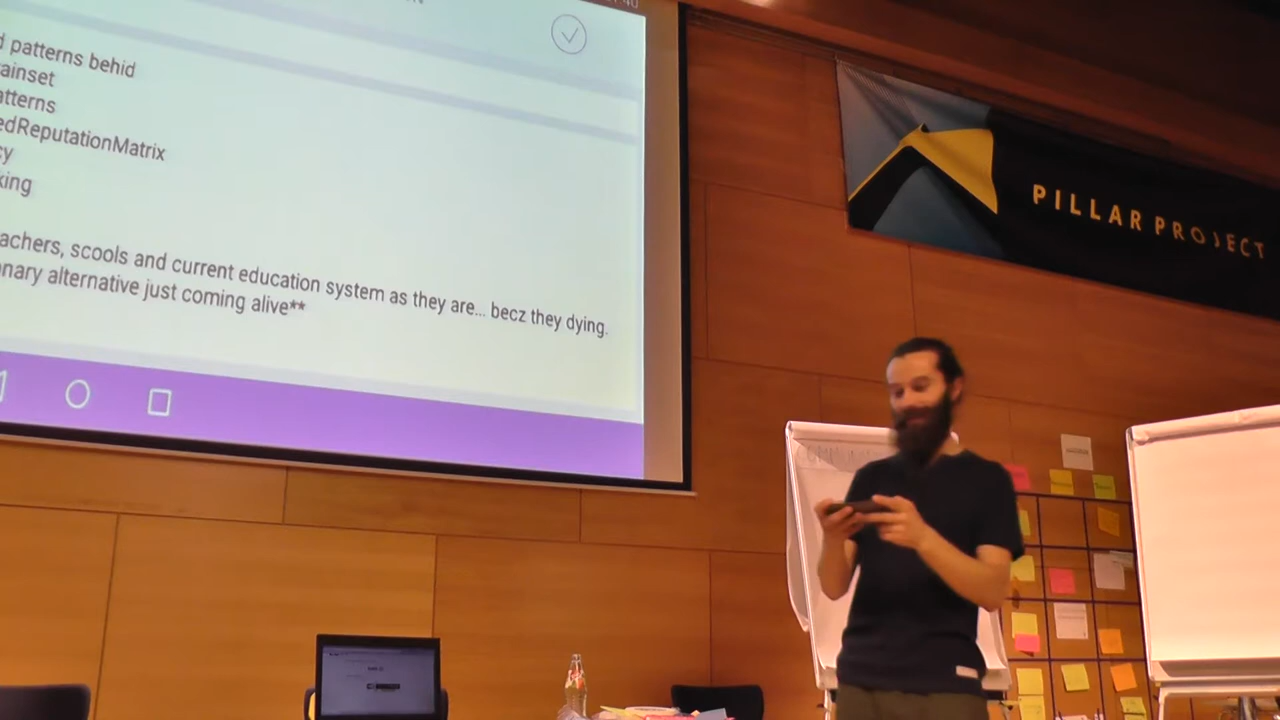 d patterns behid
ainset
atterns
edReputationMatrix
cy
king
achers, scools and current education system as they are... becz they dying.
nary alternative just coming alive**
PILLAR PROJECT